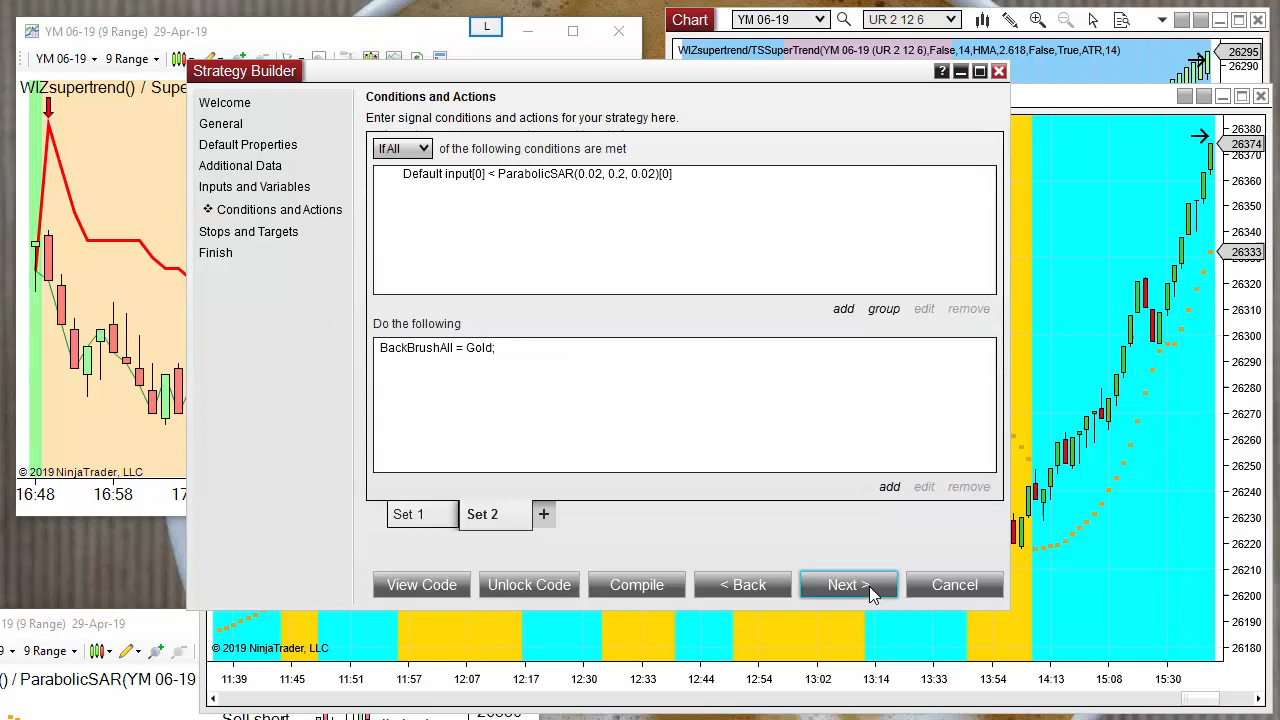 YM 06-19 (9 Range) 29-Apr-19
L
YM 06-19
9 Range
WIZsupertrend() / Supe
© 2019 NinjaTrader, LLC
16:48
16:58
17
Chart
YM 06-19
UR 2 12 6
WIZsupertrend/TSSuperTrend(YM 06-19 (UR 2 12 6),False,14,HMA,2.618,False,True,ATR,14)
26295
26290
Strategy Builder
?
Welcome
General
Default Properties
Additional Data
Inputs and Variables
Conditions and Actions
Stops and Targets
Finish
Conditions and Actions
Enter signal conditions and actions for your strategy here.
If All
of the following conditions are met
Default input[0] < ParabolicSAR(0.02, 0.2, 0.02)[0]
add group edit remove
Do the following
BackBrushAll = Gold;
add edit remove
Set 1
Set 2
+
View Code
Unlock Code
Compile
< Back
Next >
Cancel
26380
26374
26370
26360
26350
26340
26333
26320
26310
26300
26290
26280
26270
26260
26250
26240
26230
26220
26210
26200
26190
26180
© 2019 NinjaTrader, LLC
11:39 11:45 11:51 11:57 12:07 12:17 12:30 12:33 12:44 12:54 13:04 13:14 13:34 13:54 14:13 14:35 15:08 15:30
19 (9 Range) 29-Apr-19
9 Range
() / ParabolicSAR(YM 06-19
Sell short